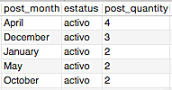 post_month estatus post_quantity
April activo 4
December activo 3
January activo 2
May activo 2
October activo 2